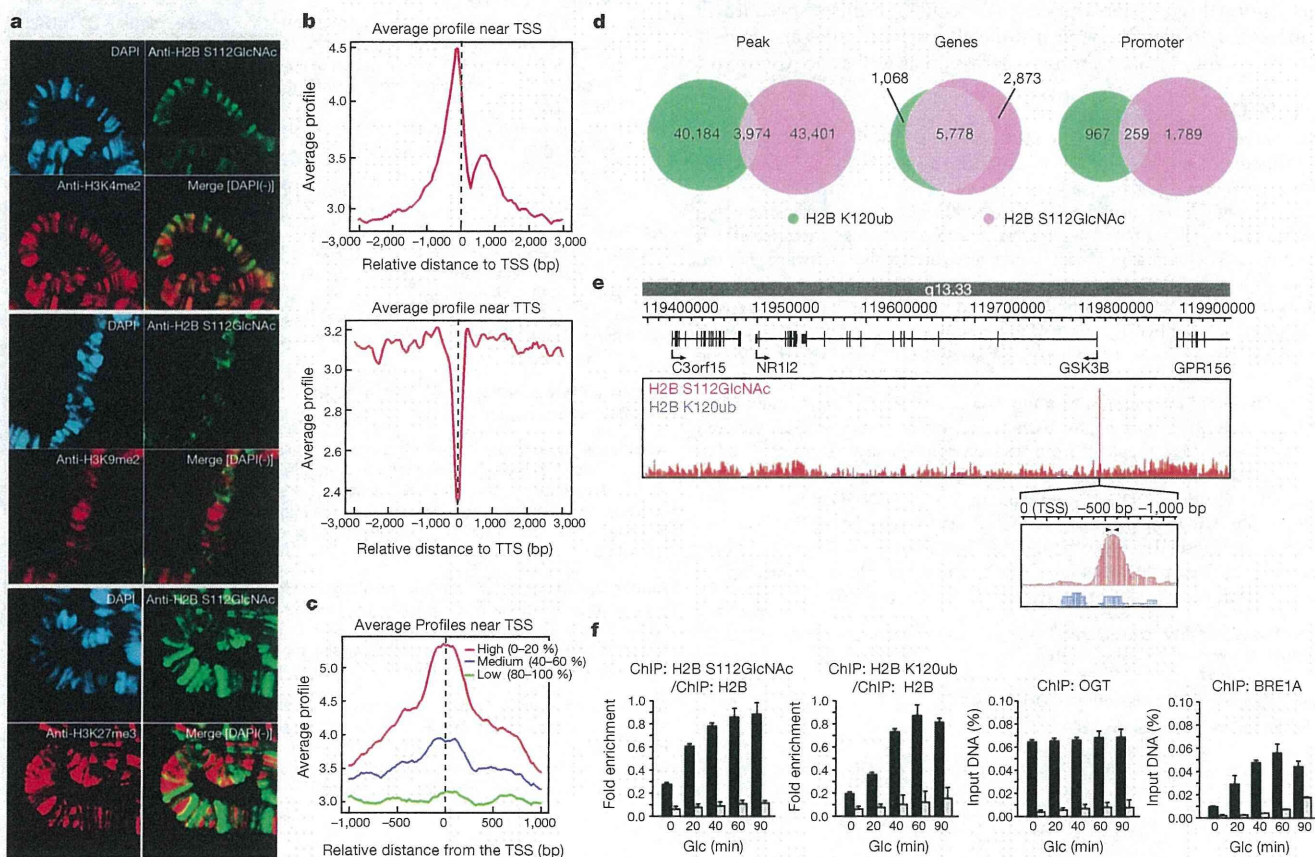 a
DAPI
Anti-H2B S112GlcNAc
Anti-H3K4me2
Merge [DAPI(-)]
DAPI
Anti-H2B S112GlcNAc
Anti-H3K9me2
Merge [DAPI(-)]
DAPI
Anti-H2B S112GlcNAc
Anti-H3K27me3
Merge [DAPI(-)]
b
Average profile near TSS
Average profile
4.5
4.0
3.5
3.0
−3,000 −1,000 0 1,000 3,000
Relative distance to TSS (bp)
Average profile near TTS
Average profile
3.2
3.0
2.8
2.6
2.4
−3,000 −1,000 0 1,000 3,000
Relative distance to TTS (bp)
c
Average Profiles near TSS
Average profile
5.0
4.5
4.0
3.5
3.0
High (0–20 %)
Medium (40–60 %)
Low (80–100 %)
−1,000 −500 0 500 1,000
Relative distance from the TSS (bp)
d
Peak
40,184 3,974 43,401
Genes
1,068
5,778
2,873
Promoter
967 259 1,789
H2B K120ub
H2B S112GlcNAc
e
q13.33
119400000 119500000 119600000 119700000 119800000 119900000
C3orf15 NR1I2 GSK3B GPR156
H2B S112GlcNAc
H2B K120ub
0 (TSS) −500 bp −1,000 bp
f
ChIP: H2B S112GlcNAc
/ChIP: H2B
Fold enrichment
1.0
0.8
0.6
0.4
0.2
0.0
0 20 40 60 90
Glc (min)
ChIP: H2B K120ub
/ChIP: H2B
Fold enrichment
1.0
0.8
0.6
0.4
0.2
0.0
0 20 40 60 90
Glc (min)
ChIP: OGT
Input DNA (%)
0.10
0.08
0.06
0.04
0.02
0.00
0 20 40 60 90
Glc (min)
ChIP: BRE1A
Input DNA (%)
0.10
0.08
0.06
0.04
0.02
0.00
0 20 40 60 90
Glc (min)